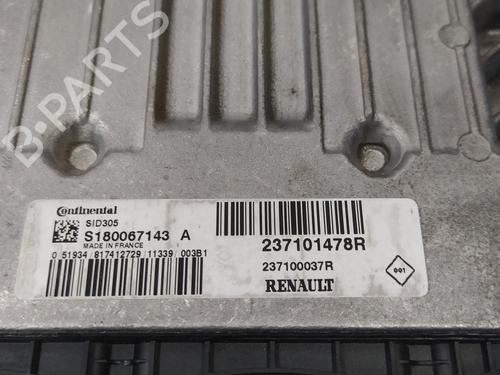 B-PARTS
Continental
SID305
S180067143 A
MADE IN FRANCE
0 51934 817412729 11339 003B1
237101478R
237100037R
RENAULT
001